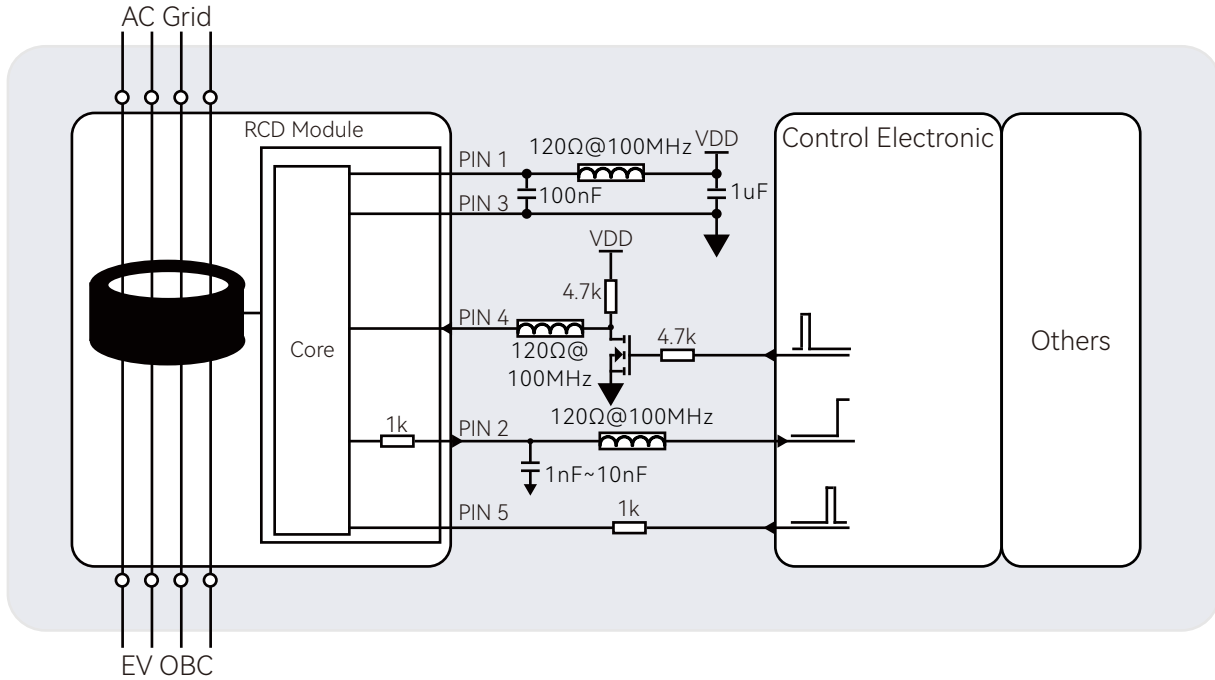 AC Grid
RCD Module
Control Electronic
120Ω@100MHz
VDD
PIN 1
100nF
1uF
PIN 3
VDD
4.7k
PIN 4
4.7k
120Ω@
100MHz
Core
Others
120Ω@100MHz
1k
PIN 2
1nF~10nF
PIN 5
1k
EV OBC